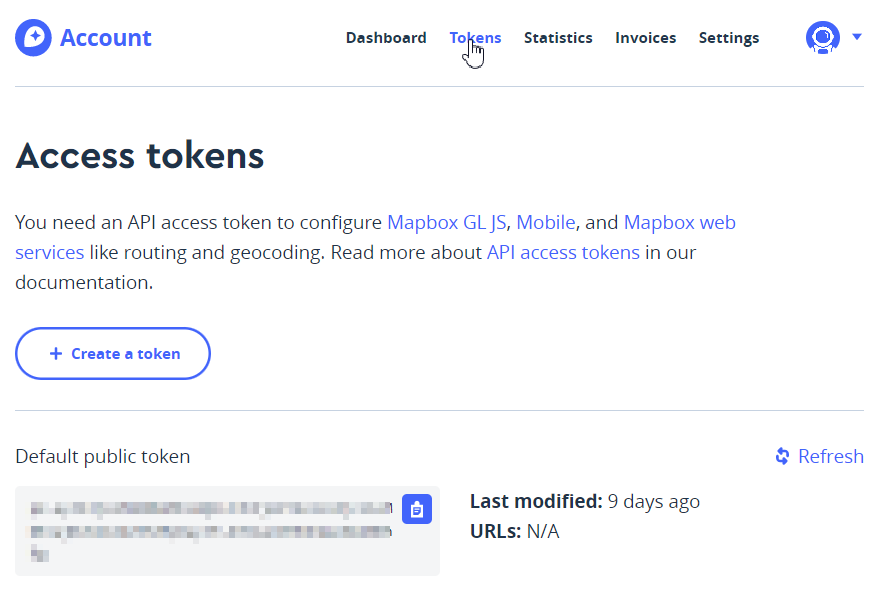 Account
Dashboard Tokens Statistics Invoices Settings
Access tokens
You need an API access token to configure Mapbox GL JS, Mobile, and Mapbox web
services like routing and geocoding. Read more about API access tokens in our
documentation.
+ Create a token
Default public token
Refresh
Last modified: 9 days ago
URLs: N/A